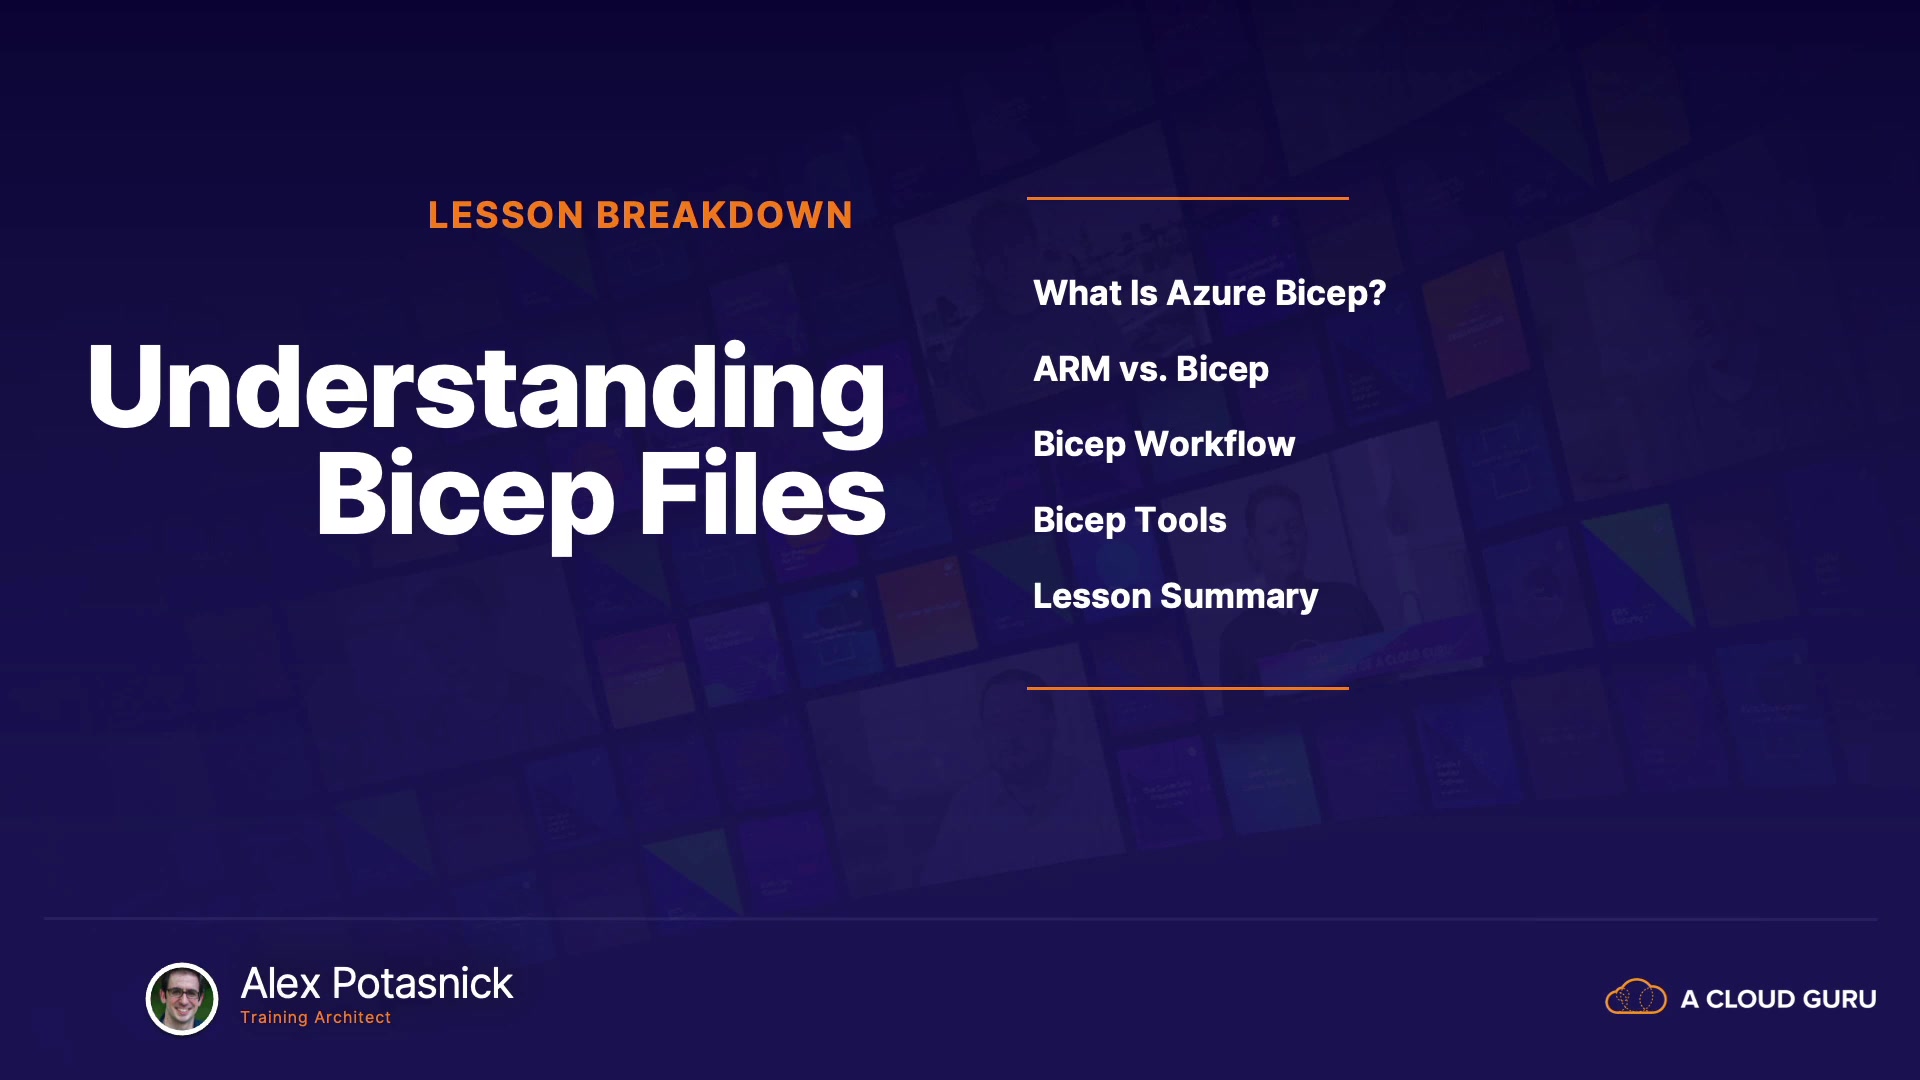 LESSON BREAKDOWN
Understanding
Bicep Files
What Is Azure Bicep?
ARM vs. Bicep
Bicep Workflow
Bicep Tools
Lesson Summary
Alex Potasnick
Training Architect
A CLOUD GURU